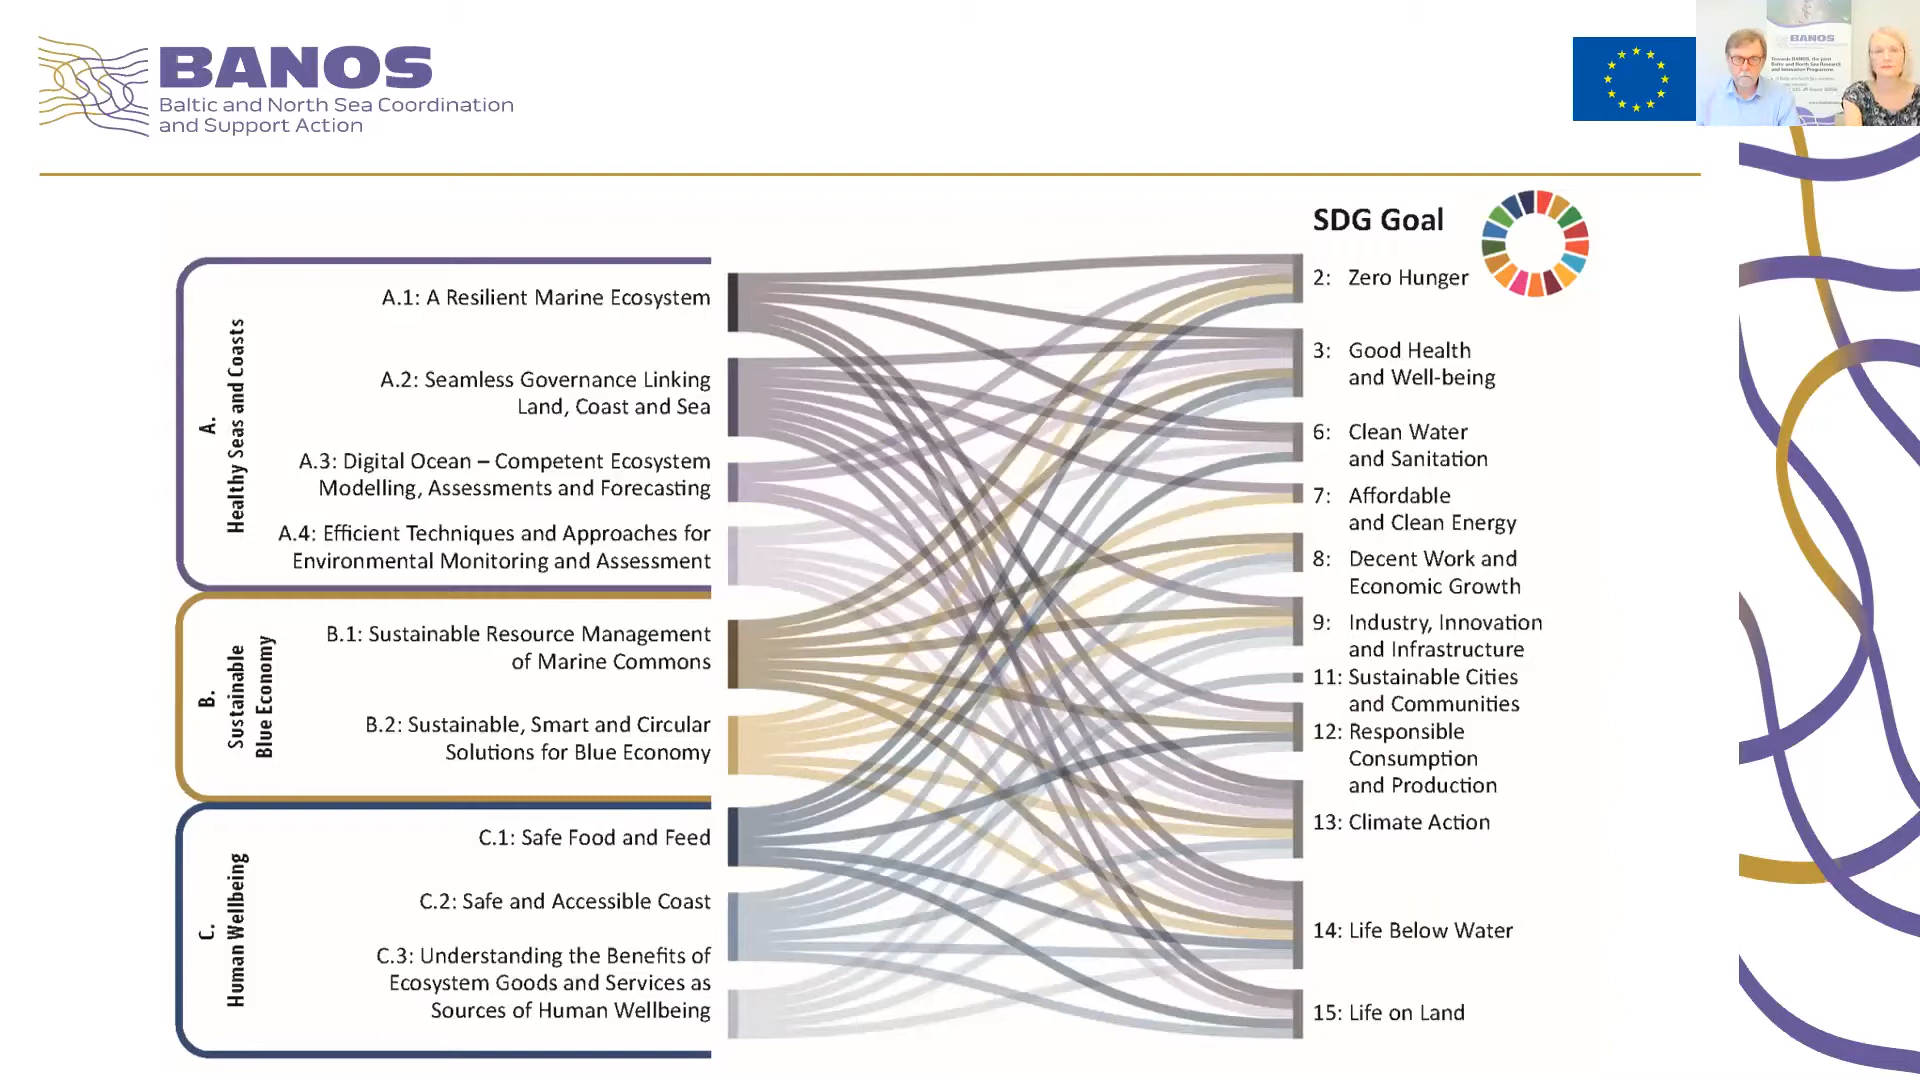 BANOS
Baltic and North Sea Coordination
and Support Action
BANOS
SDG Goal
A.
Healthy Seas and Coasts
A.1: A Resilient Marine Ecosystem
A.2: Seamless Governance Linking
Land, Coast and Sea
A.3: Digital Ocean – Competent Ecosystem
Modelling, Assessments and Forecasting
A.4: Efficient Techniques and Approaches for
Environmental Monitoring and Assessment
B.
Sustainable
Blue Economy
B.1: Sustainable Resource Management
of Marine Commons
B.2: Sustainable, Smart and Circular
Solutions for Blue Economy
C.
Human Wellbeing
C.1: Safe Food and Feed
C.2: Safe and Accessible Coast
C.3: Understanding the Benefits of
Ecosystem Goods and Services as
Sources of Human Wellbeing
2: Zero Hunger
3: Good Health
and Well-being
6: Clean Water
and Sanitation
7: Affordable
and Clean Energy
8: Decent Work and
Economic Growth
9: Industry, Innovation
and Infrastructure
11: Sustainable Cities
and Communities
12: Responsible
Consumption
and Production
13: Climate Action
14: Life Below Water
15: Life on Land